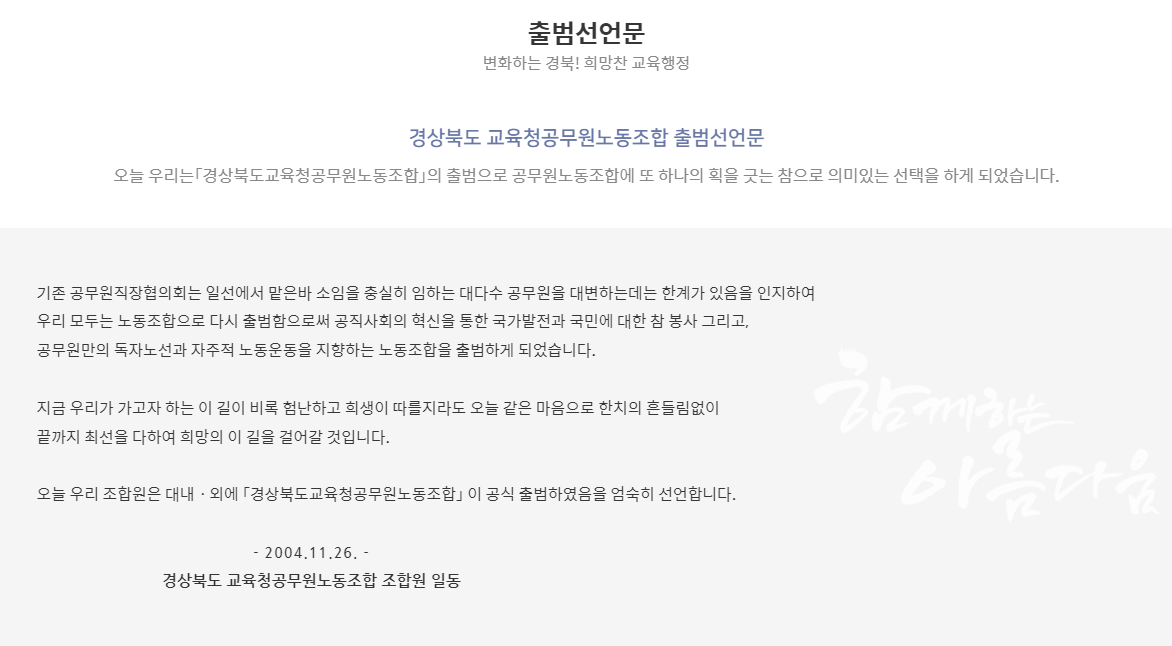 출범선언문
변화하는 경북! 희망찬 교육행정
경상북도 교육청공무원노동조합 출범선언문
오늘 우리는「경상북도교육청공무원노동조합」의 출범으로 공무원노동조합에 또 하나의 획을 긋는 참으로 의미있는 선택을 하게 되었습니다.
기존 공무원직장협의회는 일선에서 맡은바 소임을 충실히 임하는 대다수 공무원을 대변하는데는 한계가 있음을 인지하여
우리 모두는 노동조합으로 다시 출범함으로써 공직사회의 혁신을 통한 국가발전과 국민에 대한 참 봉사 그리고,
공무원만의 독자노선과 자주적 노동운동을 지향하는 노동조합을 출범하게 되었습니다.
지금 우리가 가고자 하는 이 길이 비록 험난하고 희생이 따를지라도 오늘 같은 마음으로 한치의 흔들림없이
끝까지 최선을 다하여 희망의 이 길을 걸어갈 것입니다.
오늘 우리 조합원은 대내ㆍ외에 「경상북도교육청공무원노동조합」 이 공식 출범하였음을 엄숙히 선언합니다.
- 2004.11.26. -
경상북도 교육청공무원노동조합 조합원 일동
함께하는
아름다움